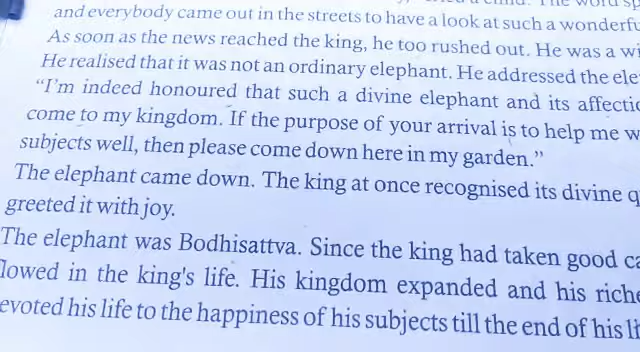 and everybody came out in the streets to have a look at such a
As soon as the news reached the king, he too rushed out. He was a
He realised that it was not an ordinary elephant. He addressed the
"I'm indeed honoured that such a divine elephant and its
come to my kingdom. If the purpose of your arrival is to help me
subjects well, then please come down here in my garden."
The elephant came down. The king at once recognised its divine
greeted it with joy.
The elephant was Bodhisattva. Since the king had taken good
in the king's life. His kingdom expanded and his
his life to the happiness of his subjects till the end of his